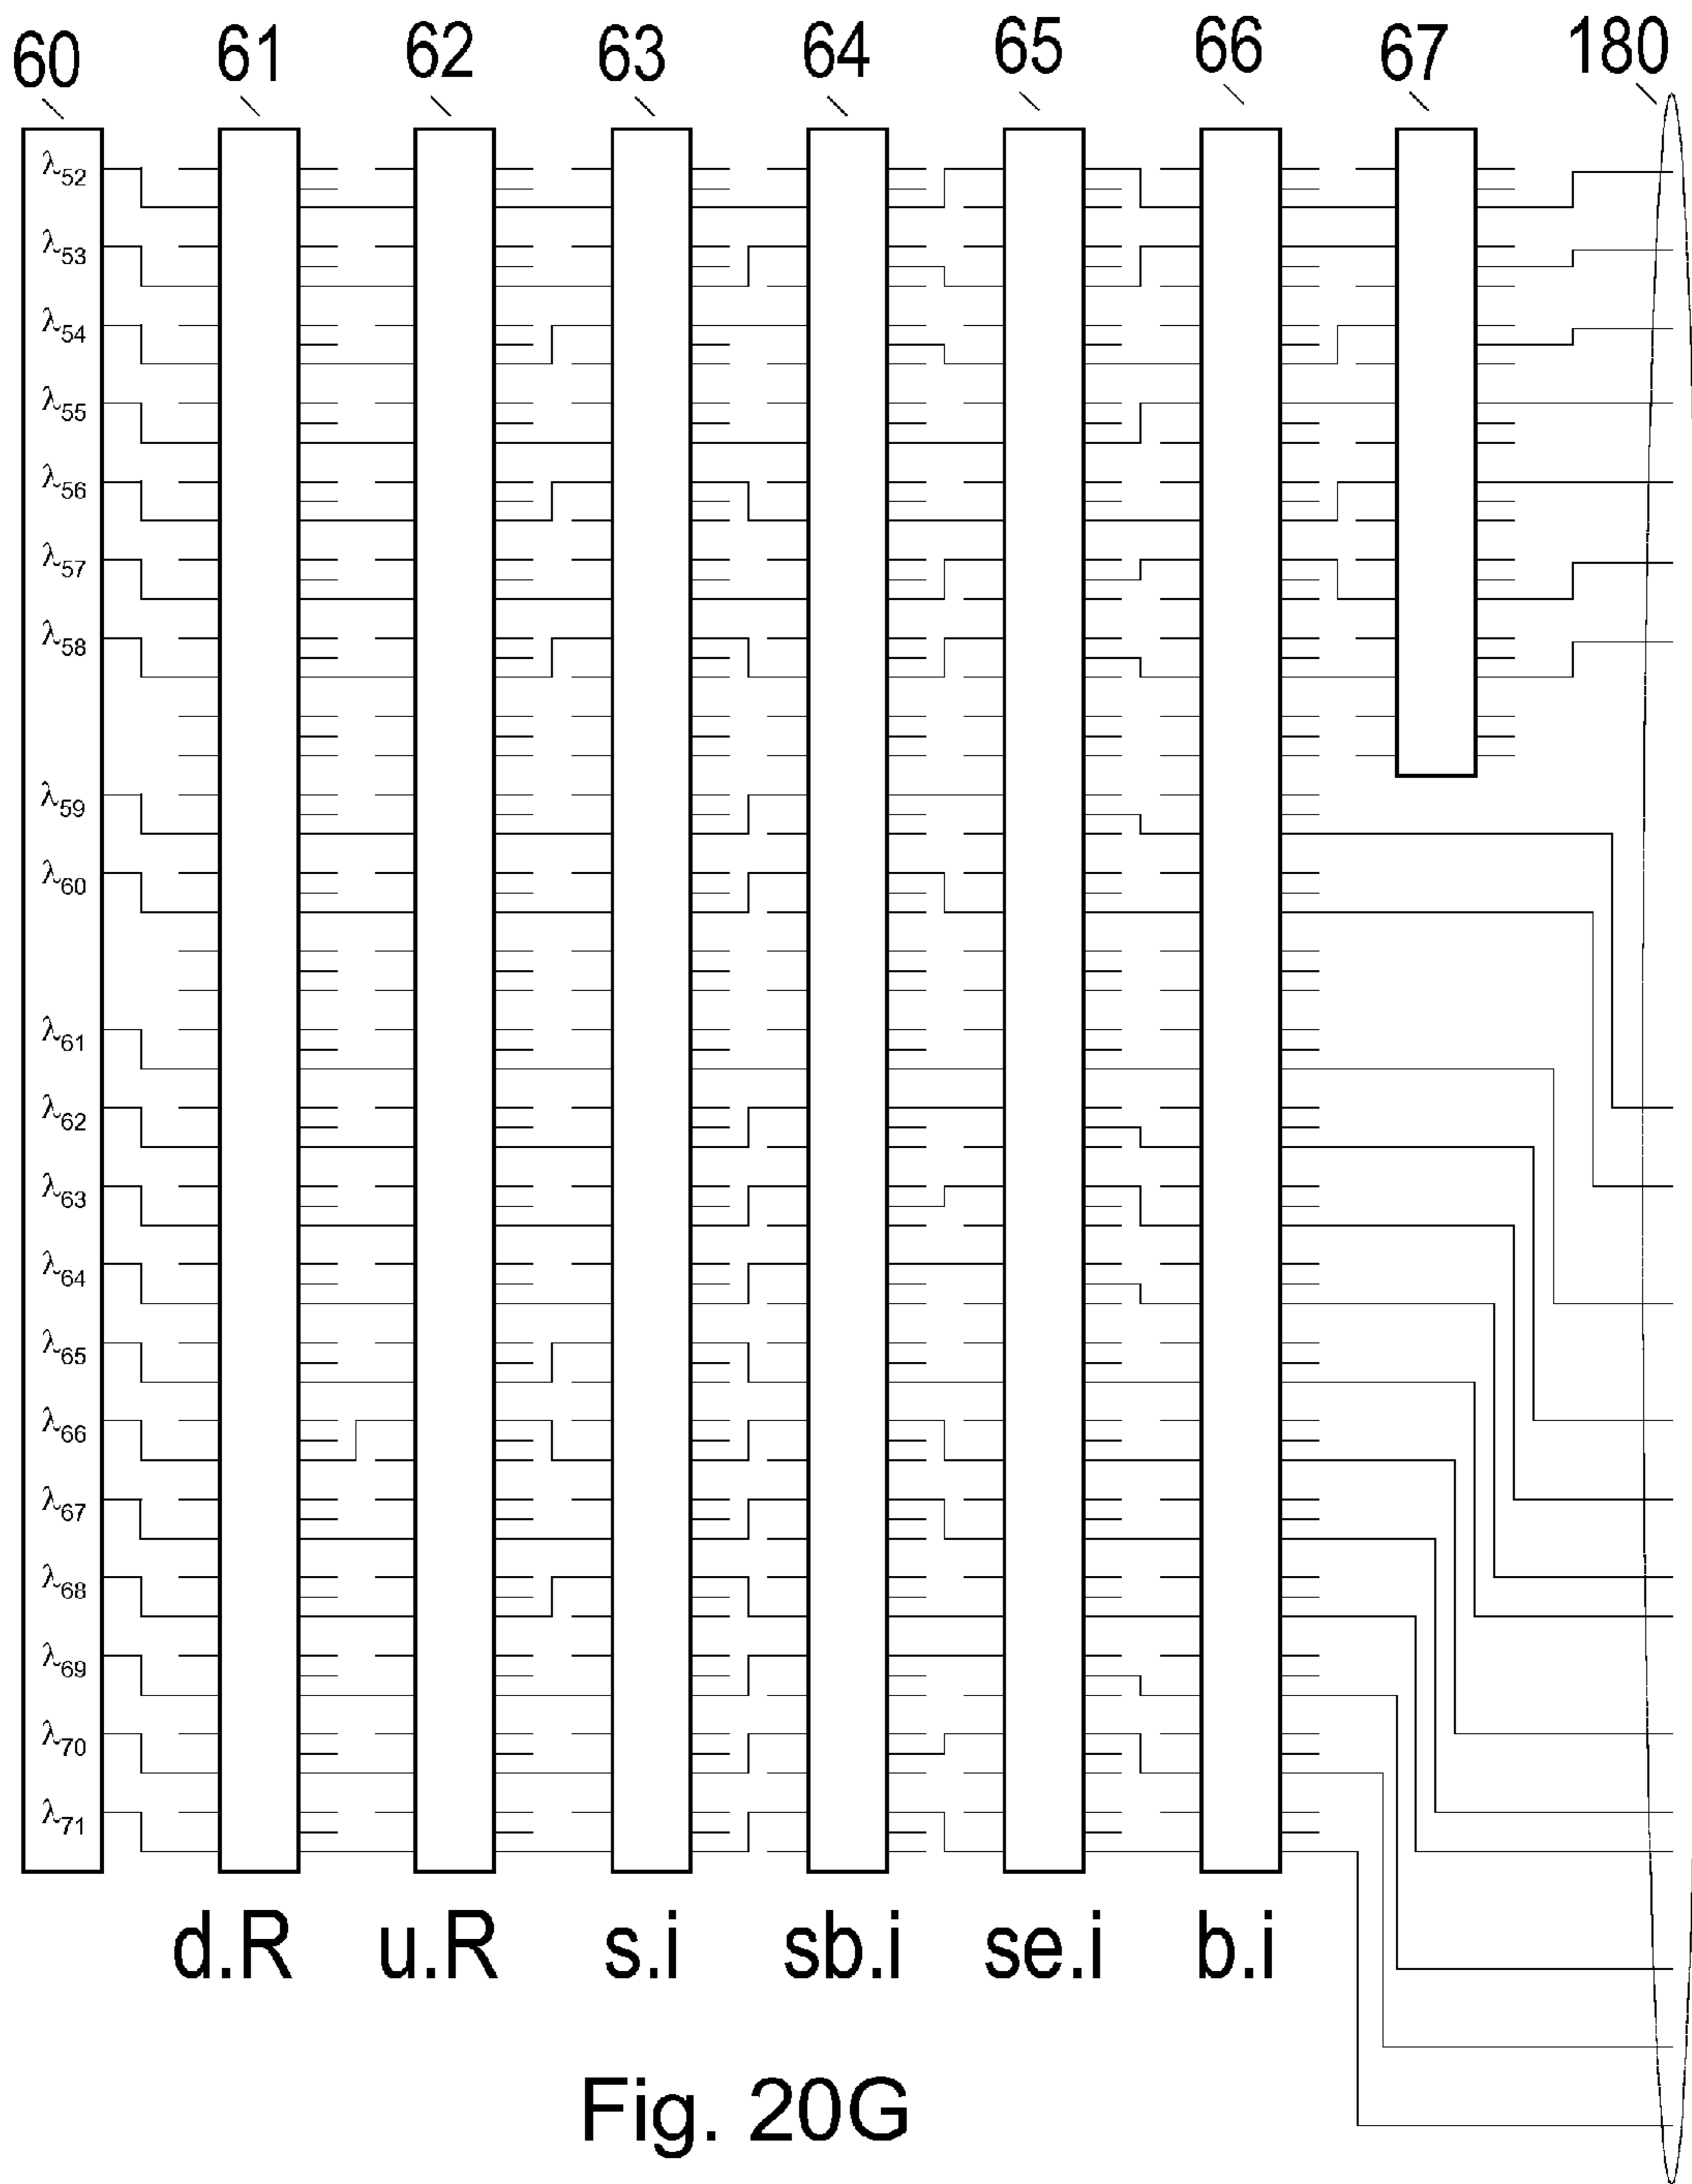 60 61 62 63 64 65 66 67 180
λ52
λ53
λ54
λ55
λ56
λ57
λ58
λ59
λ60
λ61
λ62
λ63
λ64
λ65
λ66
λ67
λ68
λ69
λ70
λ71
d.R u.R s.i sb.i se.i b.i
Fig. 20G